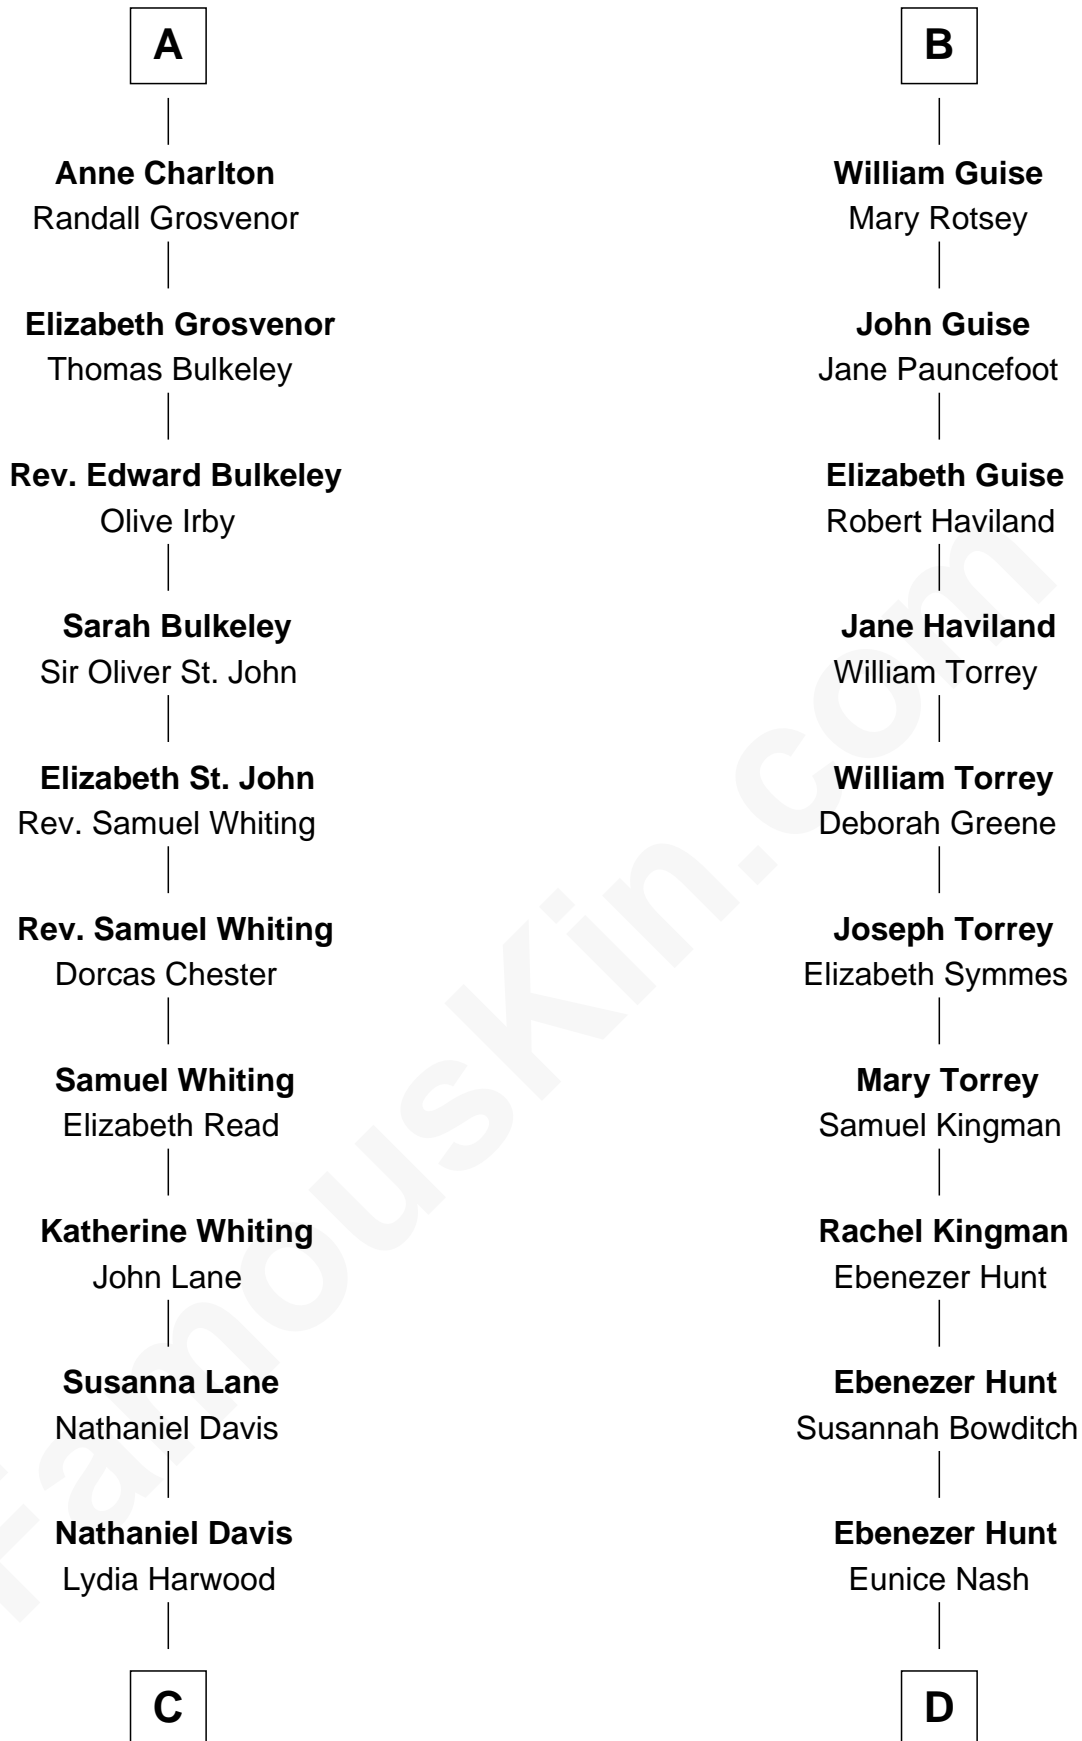 A
Anne Charlton
Randall Grosvenor
Elizabeth Grosvenor
Thomas Bulkeley
Rev. Edward Bulkeley
Olive Irby
Sarah Bulkeley
Sir Oliver St. John
Elizabeth St. John
Rev. Samuel Whiting
Rev. Samuel Whiting
Dorcas Chester
Samuel Whiting
Elizabeth Read
Katherine Whiting
John Lane
Susanna Lane
Nathaniel Davis
Nathaniel Davis
Lydia Harwood
C
B
William Guise
Mary Rotsey
John Guise
Jane Pauncefoot
Elizabeth Guise
Robert Haviland
Jane Haviland
William Torrey
William Torrey
Deborah Greene
Joseph Torrey
Elizabeth Symmes
Mary Torrey
Samuel Kingman
Rachel Kingman
Ebenezer Hunt
Ebenezer Hunt
Susannah Bowditch
Ebenezer Hunt
Eunice Nash
D
FamousKin.com